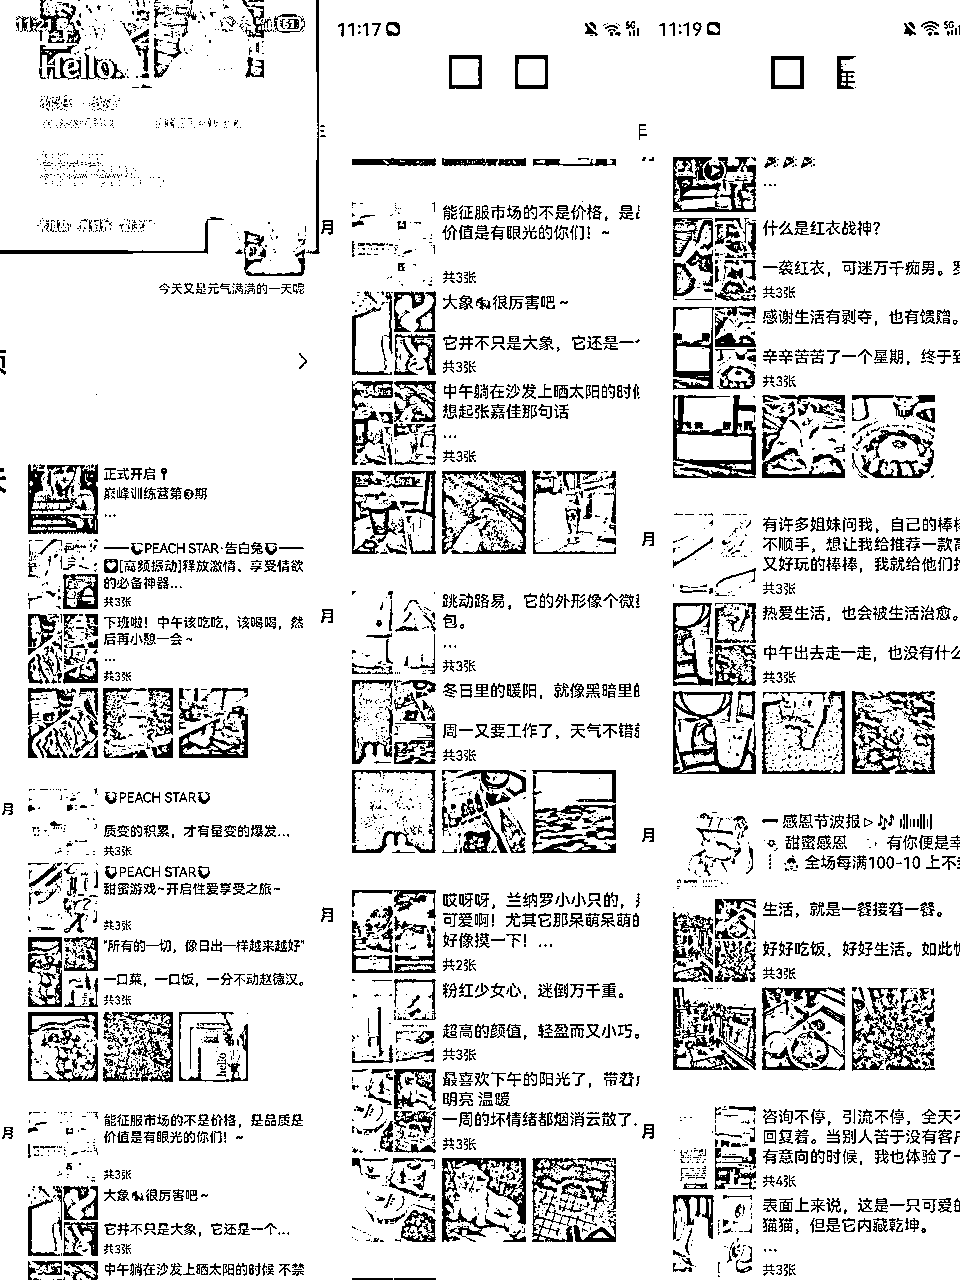 11:21
Hello.
今天又是元气满满的一天呢
正式开启
巅峰训练营第3期
...
——PEACH STAR·告白兔——
[高频振动]释放激情、享受情欲
的必备神器...
共3张
下班啦！中午该吃吃，该喝喝，然
后再小憩一会~
...
共3张
月
PEACH STAR
质变的积累，才有量变的爆发...
共3张
PEACH STAR
甜蜜游戏~开启性爱享受之旅~
共3张
"所有的一切，像日出一样越来越好"
一口菜，一口饭，一分不动赵德汉。
共3张
hello
月
能征服市场的不是价格，是品质是
价值是有眼光的你们！~
共3张
大象很厉害吧~
它并不只是大象，它还是一个...
共3张
中午躺在沙发上晒太阳的时候 不禁
11:17
5G
年
月
能征服市场的不是价格，是
价值是有眼光的你们！~
共3张
大象很厉害吧~
它并不只是大象，它还是一
共3张
中午躺在沙发上晒太阳的时
想起张嘉佳那句话
...
共3张
月
跳动路易，它的外形像个微
包。
...
共3张
冬日里的暖阳，就像黑暗里
周一又要工作了，天气不错
共3张
月
哎呀呀，兰纳罗小小只的，
可爱啊！尤其它那呆萌呆萌的
好像摸一下！...
共2张
粉红少女心，迷倒万千重。
超高的颜值，轻盈而又小巧。
共3张
最喜欢下午的阳光了，带着
明亮 温暖
一周的坏情绪都烟消云散了.
共3张
11:19
5G
年
年
...
什么是红衣战神？
一袭红衣，可迷万千痴男。
共3张
感谢生活有剥夺，也有馈赠。
辛辛苦苦了一个星期，终于
共3张
月
有许多姐妹问我，自己的棒
不顺手，想让我给推荐一款
又好玩的棒棒，我就给他们
共3张
热爱生活，也会被生活治愈。
中午出去走一走，也没有什么
共3张
月
感恩节波报
甜蜜感恩 有你便是
全场每满100-10 上不
生活，就是一餐接着一餐。
好好吃饭，好好生活。如此
共3张
月
咨询不停，引流不停，全天
回复着。当别人苦于没有客
有意向的时候，我也体验了
共4张
表面上来说，这是一只可爱的
猫猫，但是它内藏乾坤。
...
共3张